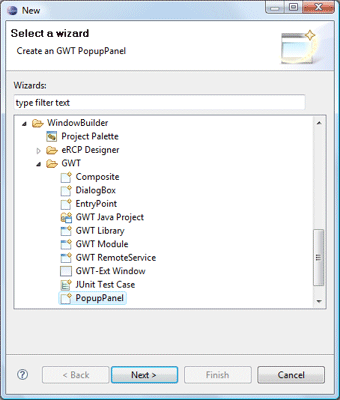 New
Select a wizard
Create an GWT PopupPanel
Wizards:
type filter text
WindowBuilder
Project Palette
eRCP Designer
GWT
Composite
DialogBox
EntryPoint
GWT Java Project
GWT Library
GWT Module
GWT RemoteService
GWT-Ext Window
JUnit Test Case
PopupPanel
? < Back Next > Finish Cancel